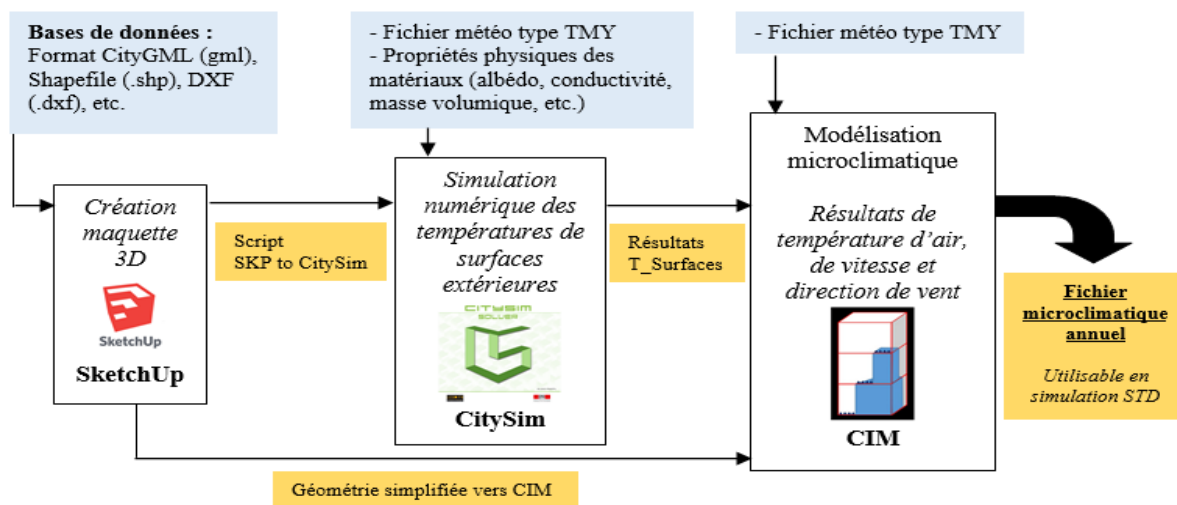 Bases de données :
Format CityGML (gml),
Shapefile (.shp), DXF
(.dxf), etc.
- Fichier météo type TMY
- Propriétés physiques des
matériaux (albédo, conductivité,
masse volumique, etc.)
- Fichier météo type TMY
Création
maquette
3D
SketchUp
SketchUp
Script
SKP to CitySim
Simulation
numérique des
températures de
surfaces
extérieures
CITYSIM
SOLVER
CitySim
Résultats
T_Surfaces
Modélisation
microclimatique
Résultats de
température d'air,
de vitesse et
direction de vent
CIM
Fichier
microclimatique
annuel
Utilisable en
simulation STD
Géométrie simplifiée vers CIM